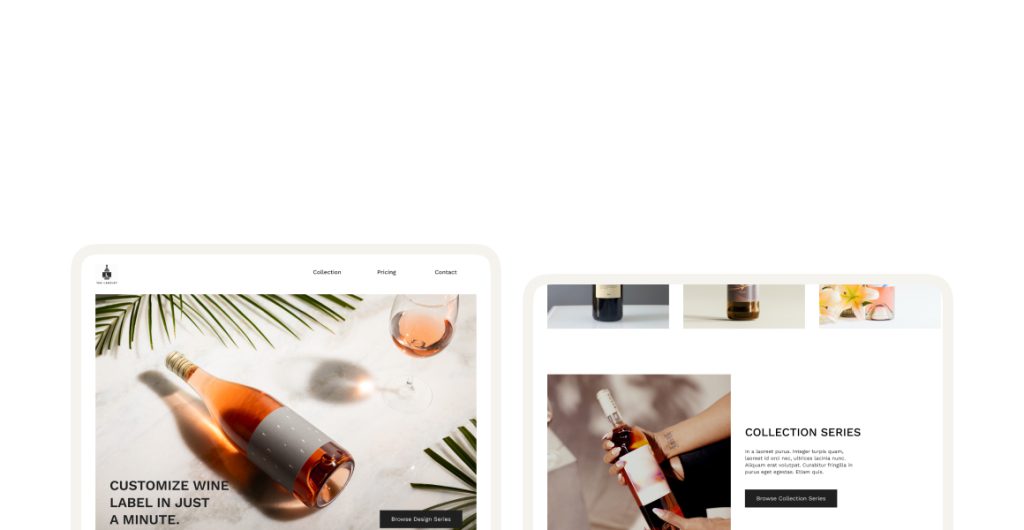 Collection
Pricing
Contact
CUSTOMIZE WINE
LABEL IN JUST
A MINUTE.
Browse Design Series
COLLECTION SERIES
In a laoreet purus. Integer turpis quam,
laoreet id orci nec, ultrices lacinia nunc.
Aliquam erat volutpat. Curabitur fringilla in
purus eget egestas. Etiam quis.
Browse Collection Series